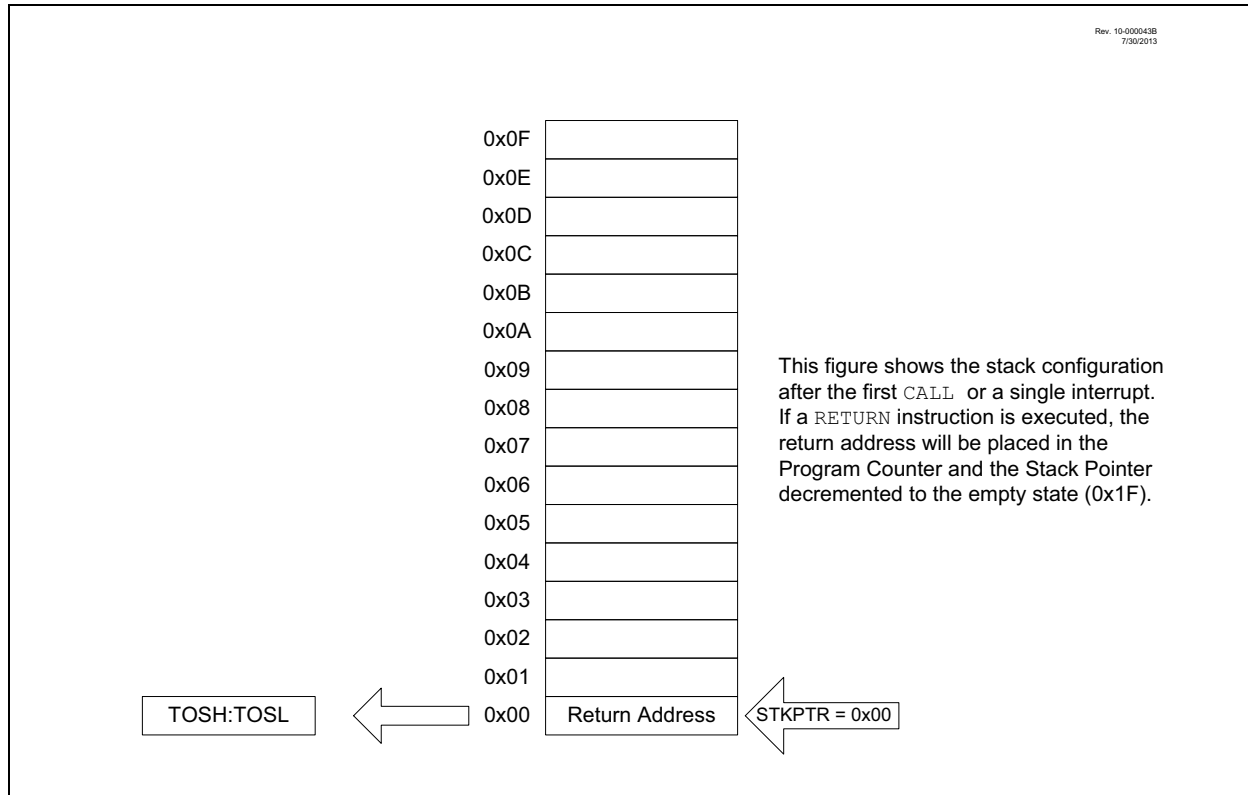 Rev. 10-000043B
7/30/2013
0x0F
0x0E
0x0D
0x0C
0x0B
0x0A
0x09
0x08
0x07
0x06
0x05
0x04
0x03
0x02
0x01
This figure shows the stack configuration
after the first CALL or a single interrupt.
If a RETURN instruction is executed, the
return address will be placed in the
Program Counter and the Stack Pointer
decremented to the empty state (0x1F).
TOSH:TOSL 0x00 Return Address STKPTR = 0x00